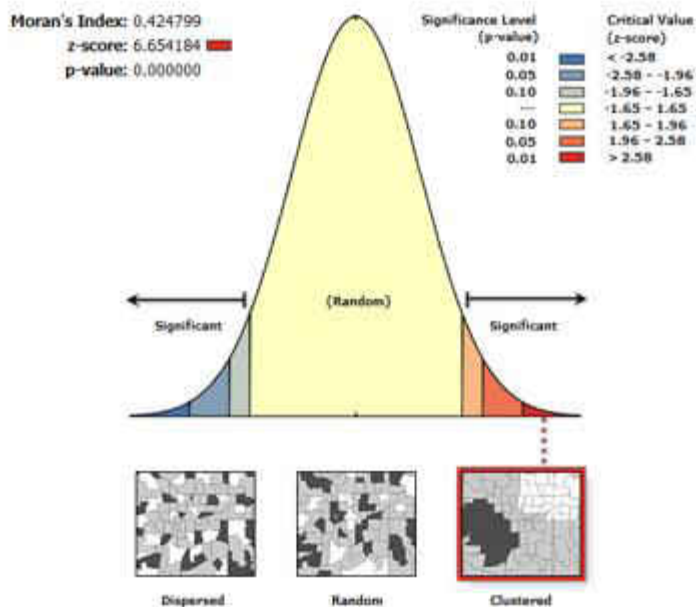 Moran's Index: 0.424799
z-score: 6.654184
p-value: 0.000000
Significance Level
(p-value)
Critical Value
(z-score)
0.01 < -2.58
0.05 -2.58 - -1.96
0.10 -1.96 - -1.65
--- -1.65 - 1.65
0.10 1.65 - 1.96
0.05 1.96 - 2.58
0.01 > 2.58
(Random)
Significant
Significant
Dispersed
Random
Clustered